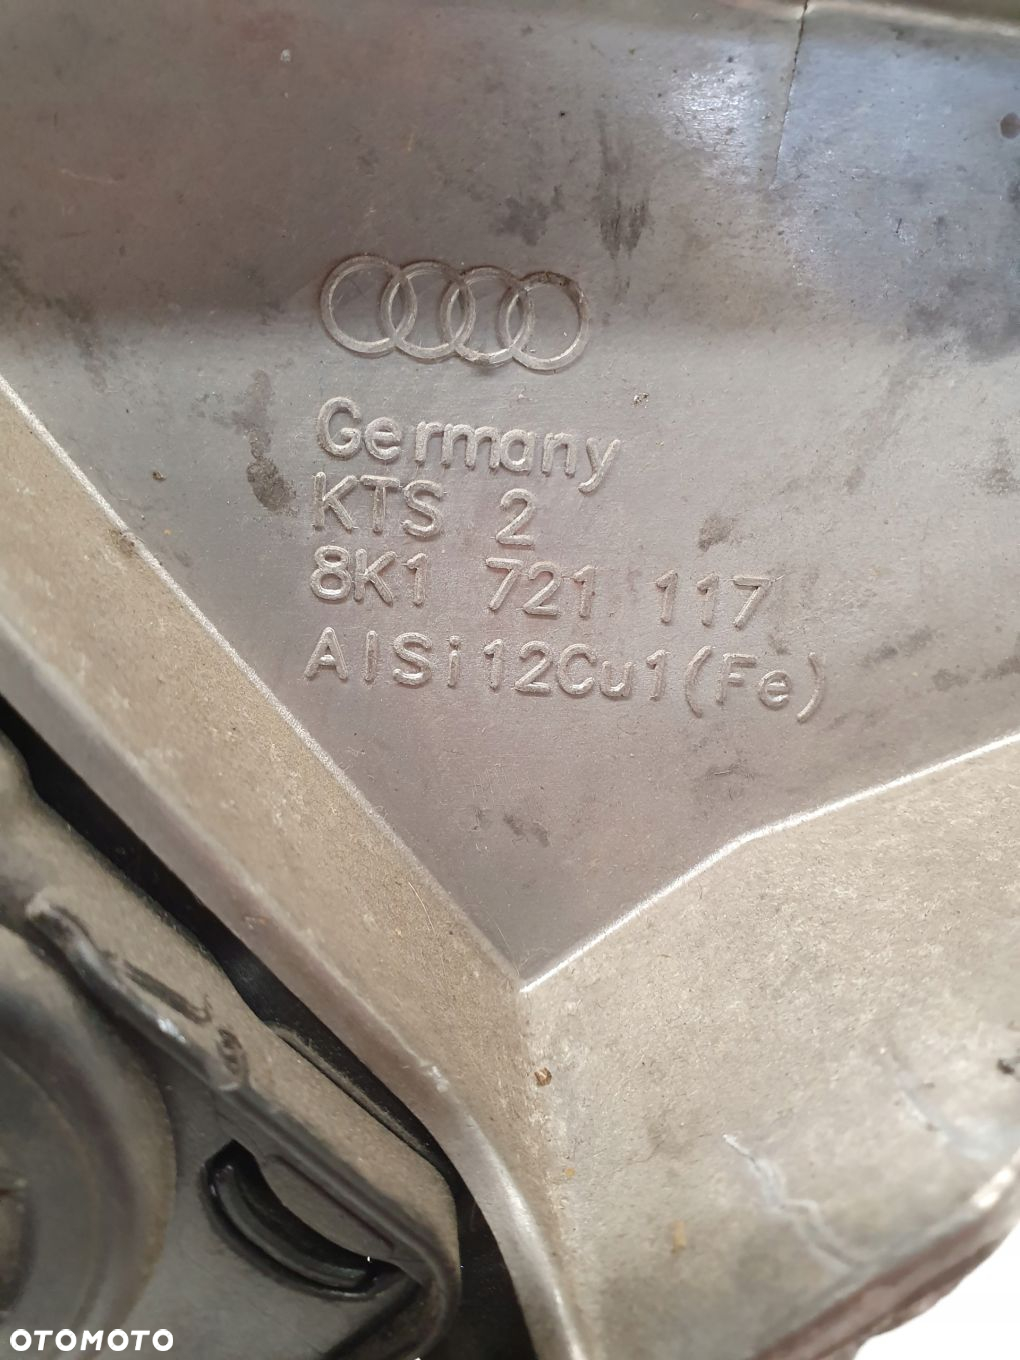 Germany
KTS 2
8K1 721 117
AlSi12Cu1(Fe)
OTOMOTO